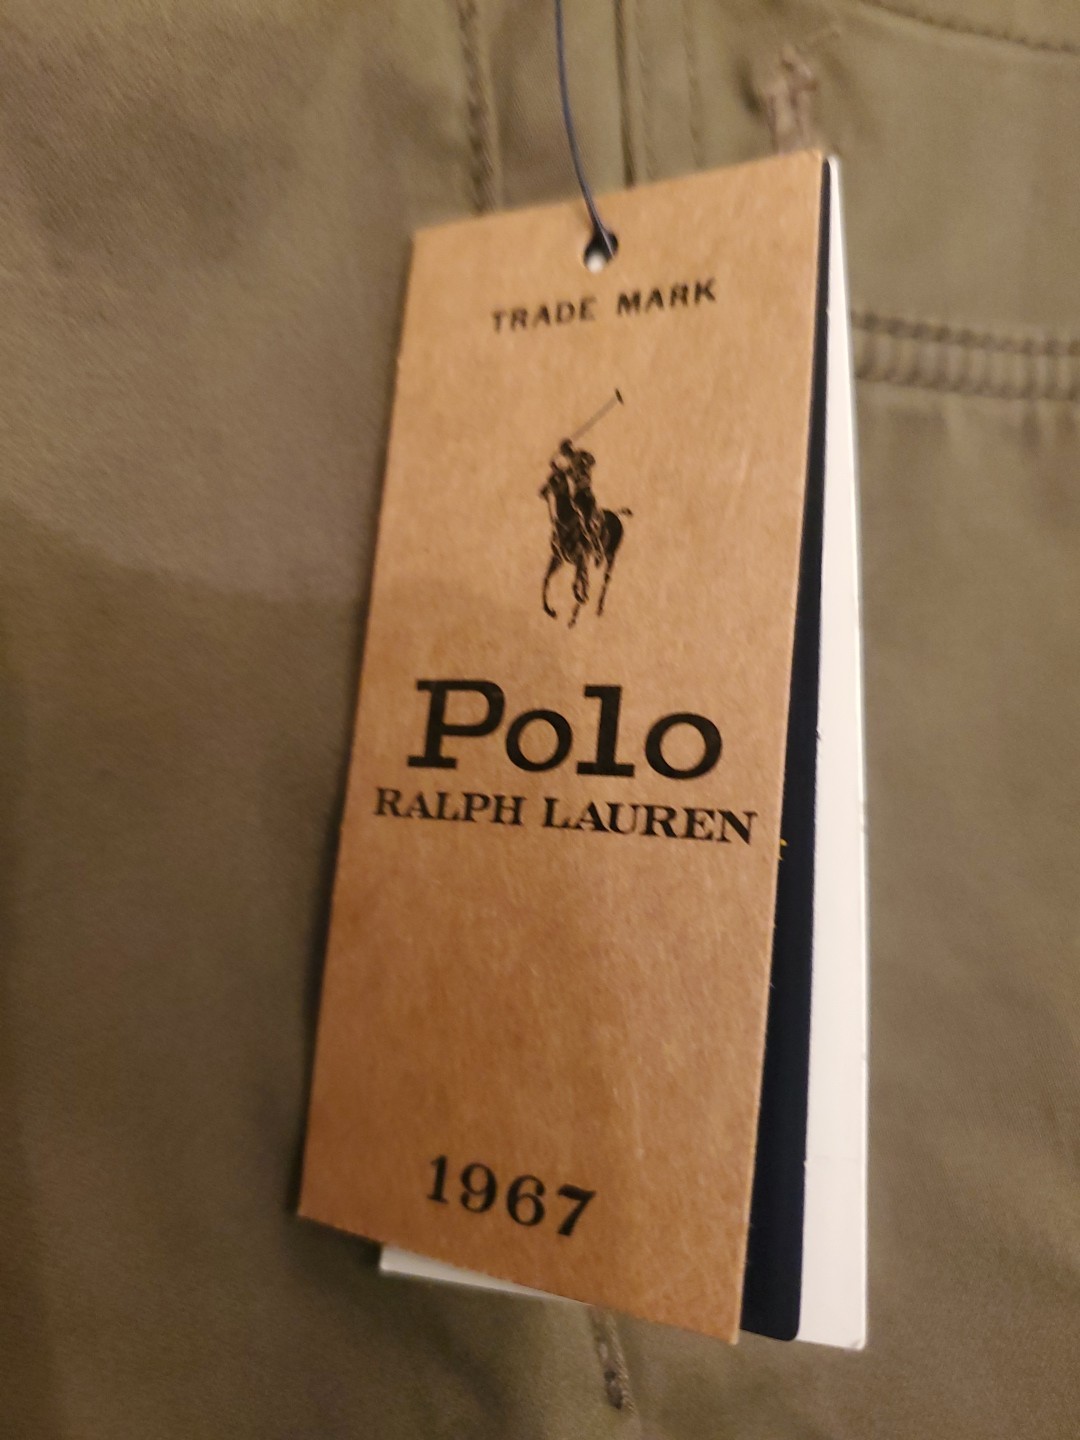 TRADE MARK
Polo
RALPH LAUREN
1967